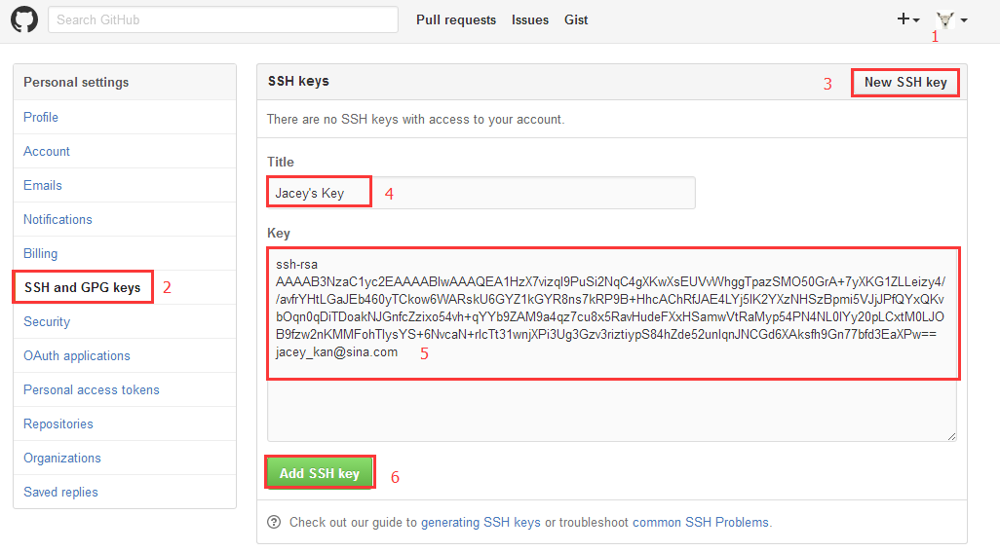 Search GitHub Pull requests Issues Gist
1
Personal settings
Profile
Account
Emails
Notifications
Billing
SSH and GPG keys 2
Security
OAuth applications
Personal access tokens
Repositories
Organizations
Saved replies
SSH keys 3 New SSH key
There are no SSH keys with access to your account.
Title
Jacey's Key 4
Key
ssh-rsa
AAAAB3NzaC1yc2EAAAABIwAAAQEA1HzX7vizqI9PuSi2NqC4gXKwXsEUVvWhggTpazSMO50GrA+7yXKG1ZLLeizy4/
/avfrYHtLGaJEb460yTCkow6WARskU6GYZ1kGYR8ns7kRP9B+HhcAChRfJAE4LYj5IK2YXzNHSzBpmi5VJjJPfQYxQKv
bOqn0qDiTDoakNJGnfcZzixo54vh+qYYb9ZAM9a4qz7cu8x5RavHudeFXxHSamwVtRaMyp54PN4NL0lYy20pLCxtM0LJO
B9fzw2nKMMFohTlysYS+6NvcaN+rlcTt31wnjXPi3Ug3Gzv3riztiypS84hZde52unlqnJNCGd6XAksfh9Gn77bfd3EaXPw==
jacey_kan@sina.com 5
Add SSH key 6
Check out our guide to generating SSH keys or troubleshoot common SSH Problems.